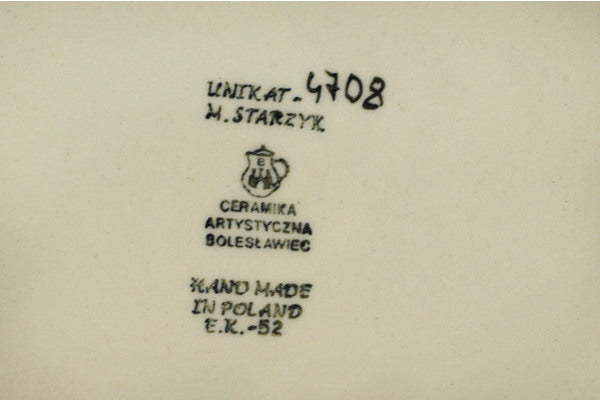 UNIKAT-4708
M. STARZYK
B
CERAMIKA
ARTYSTYCZNA
BOLESŁAWIEC
HAND MADE
IN POLAND
E.K.-52